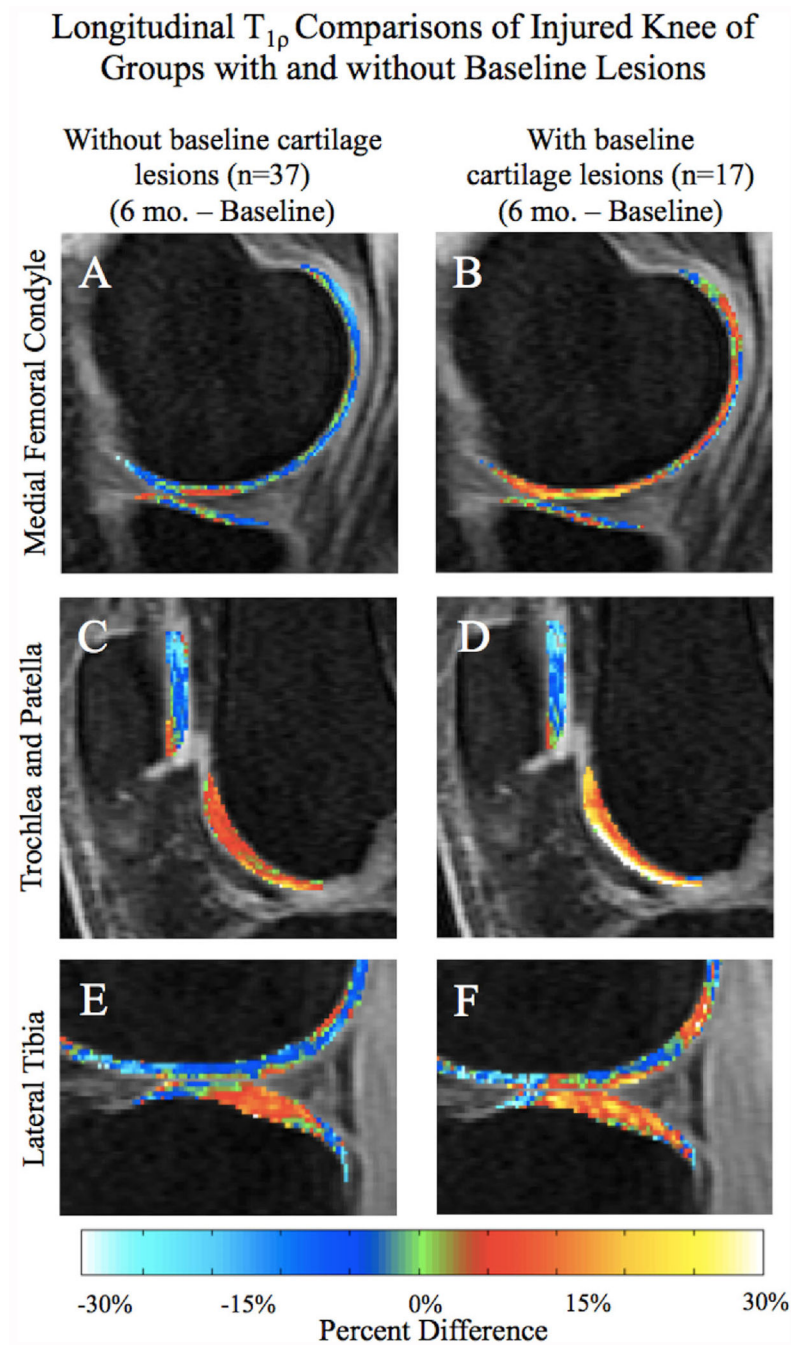 Longitudinal T1ρ Comparisons of Injured Knee of
Groups with and without Baseline Lesions
Without baseline cartilage
lesions (n=37)
(6 mo. – Baseline)
With baseline
cartilage lesions (n=17)
(6 mo. – Baseline)
Medial Femoral Condyle
A
B
Trochlea and Patella
C
D
Lateral Tibia
E
F
-30% -15% 0% 15% 30%
Percent Difference